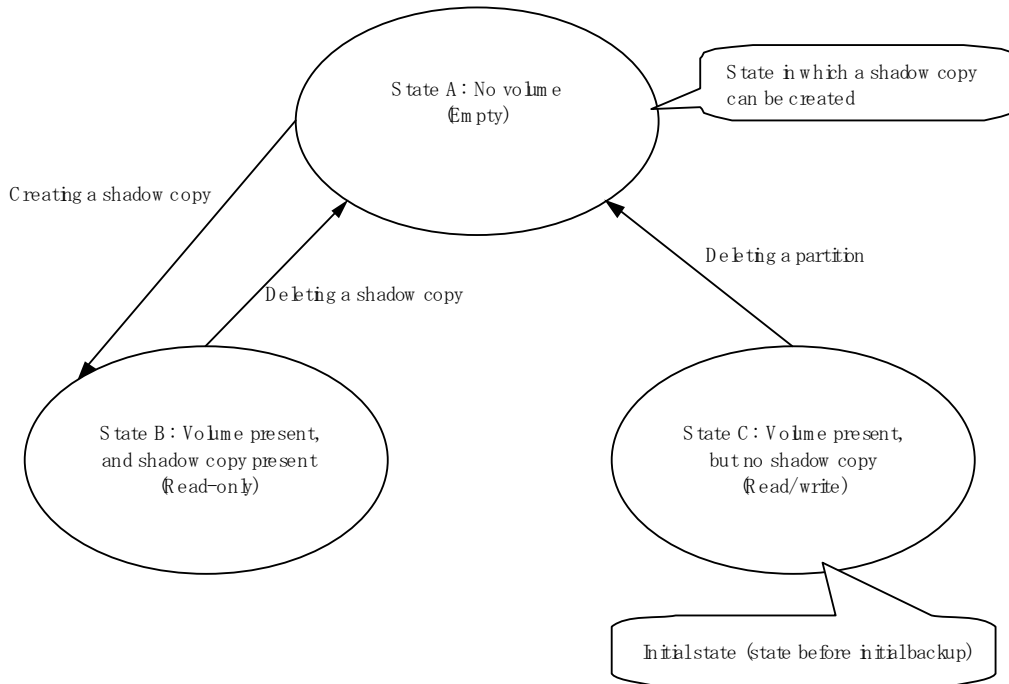 State A: No volume
(Empty)
State in which a shadow copy
can be created
Creating a shadow copy
Deleting a partition
Deleting a shadow copy
State B: Volume present,
and shadow copy present
(Read-only)
State C: Volume present,
but no shadow copy
(Read/write)
Initial state (state before initial backup)